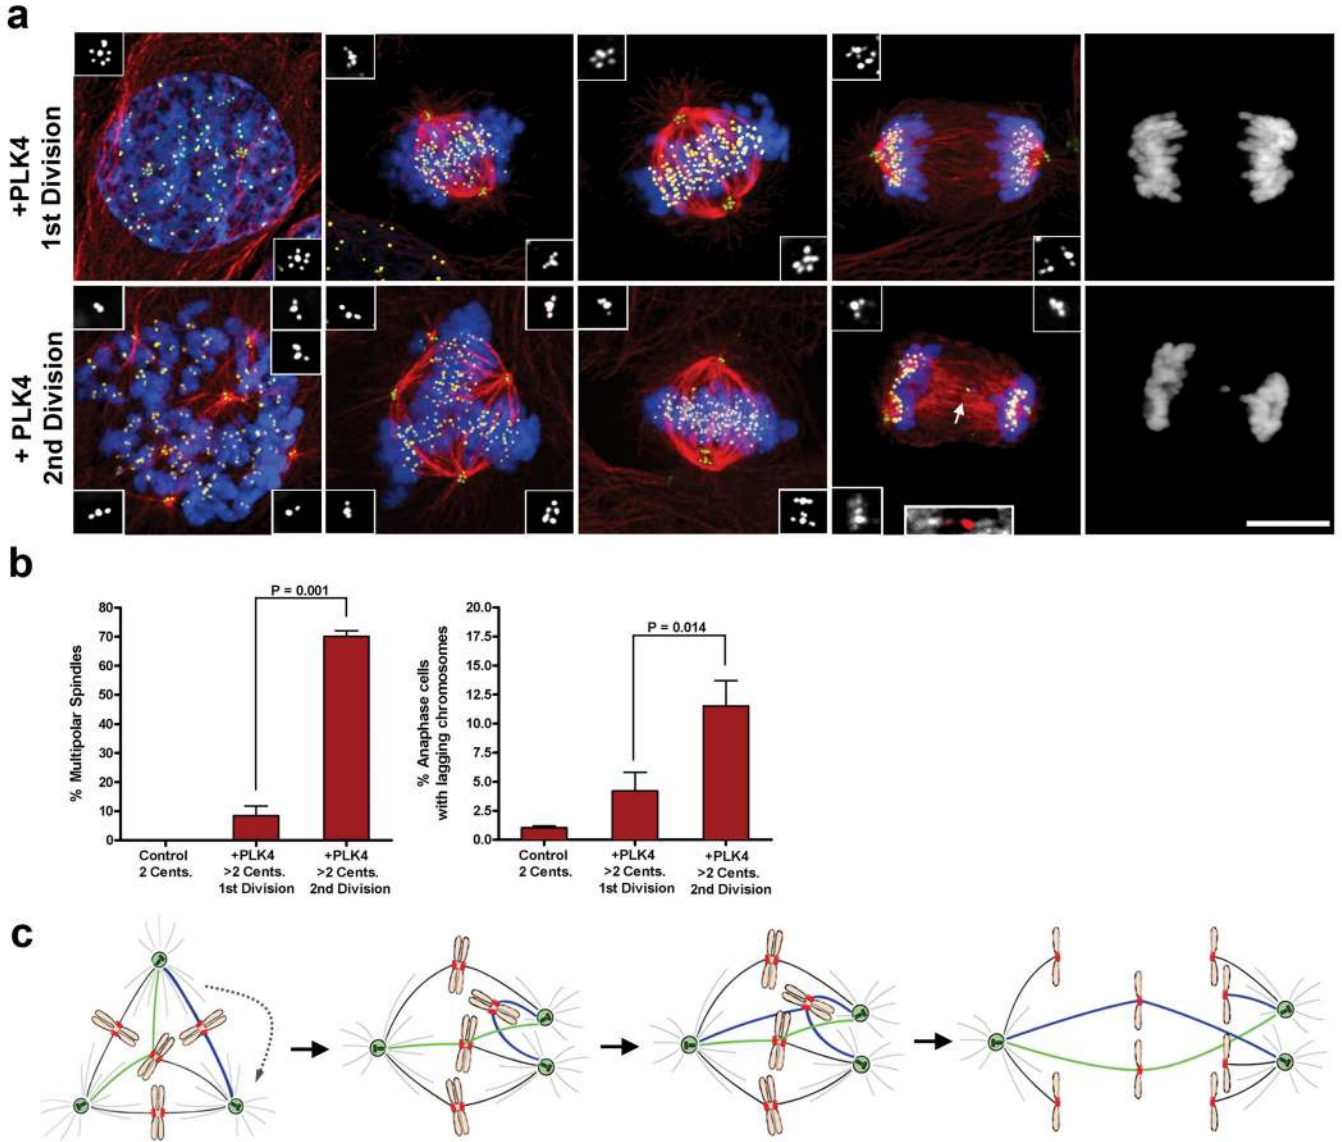 a
+PLK4
1st Division
+ PLK4
2nd Division
b
P = 0.001
% Multipolar Spindles
80
70
60
50
40
30
20
10
0
Control
2 Cents.
+PLK4
>2 Cents.
1st Division
+PLK4
>2 Cents.
2nd Division
P = 0.014
% Anaphase cells
with lagging chromosomes
20.0
17.5
15.0
12.5
10.0
7.5
5.0
2.5
0.0
Control
2 Cents.
+PLK4
>2 Cents.
1st Division
+PLK4
>2 Cents.
2nd Division
c